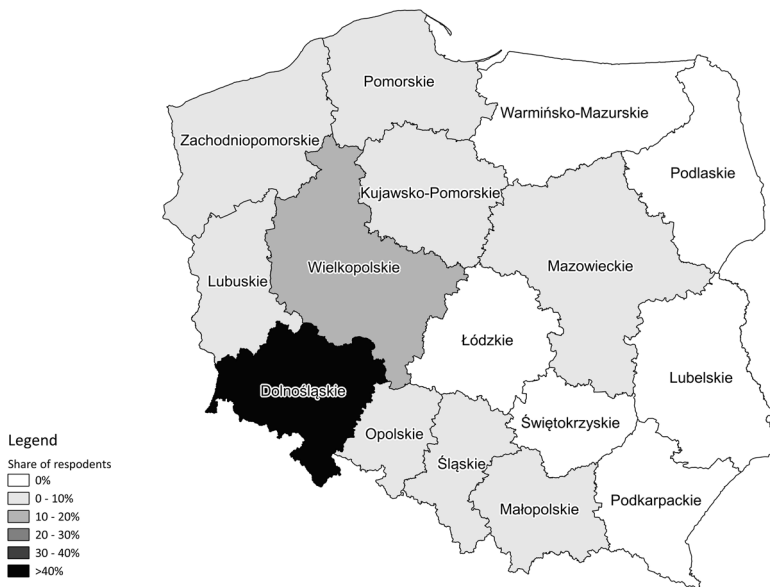 Pomorskie
Warmińsko-Mazurskie
Zachodniopomorskie
Podlaskie
Kujawsko-Pomorskie
Wielkopolskie
Mazowieckie
Lubuskie
Łódzkie
Lubelskie
Dolnośląskie
Świętokrzyskie
Opolskie
Śląskie
Podkarpackie
Małopolskie
Legend
Share of respodents
0%
0 - 10%
10 - 20%
20 - 30%
30 - 40%
>40%